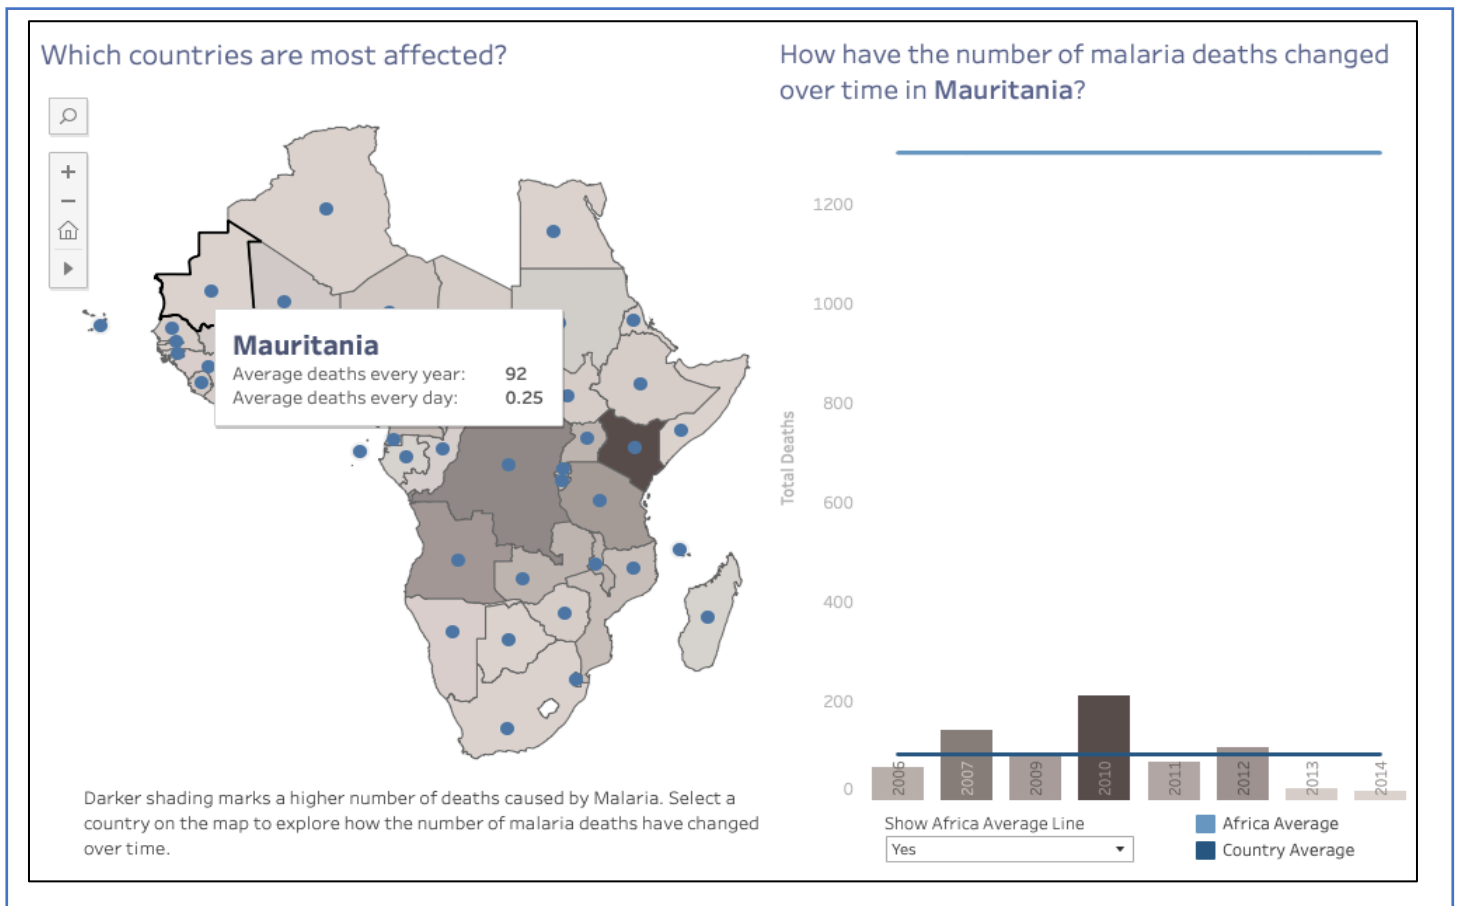 Which countries are most affected?
How have the number of malaria deaths changed
over time in Mauritania?
+
−
Mauritania
Average deaths every year: 92
Average deaths every day: 0.25
Darker shading marks a higher number of deaths caused by Malaria. Select a
country on the map to explore how the number of malaria deaths have changed
over time.
Total Deaths
1200
1000
800
600
400
200
0
2006 2007 2009 2010 2011 2012 2013 2014
Show Africa Average Line
Yes
Africa Average
Country Average